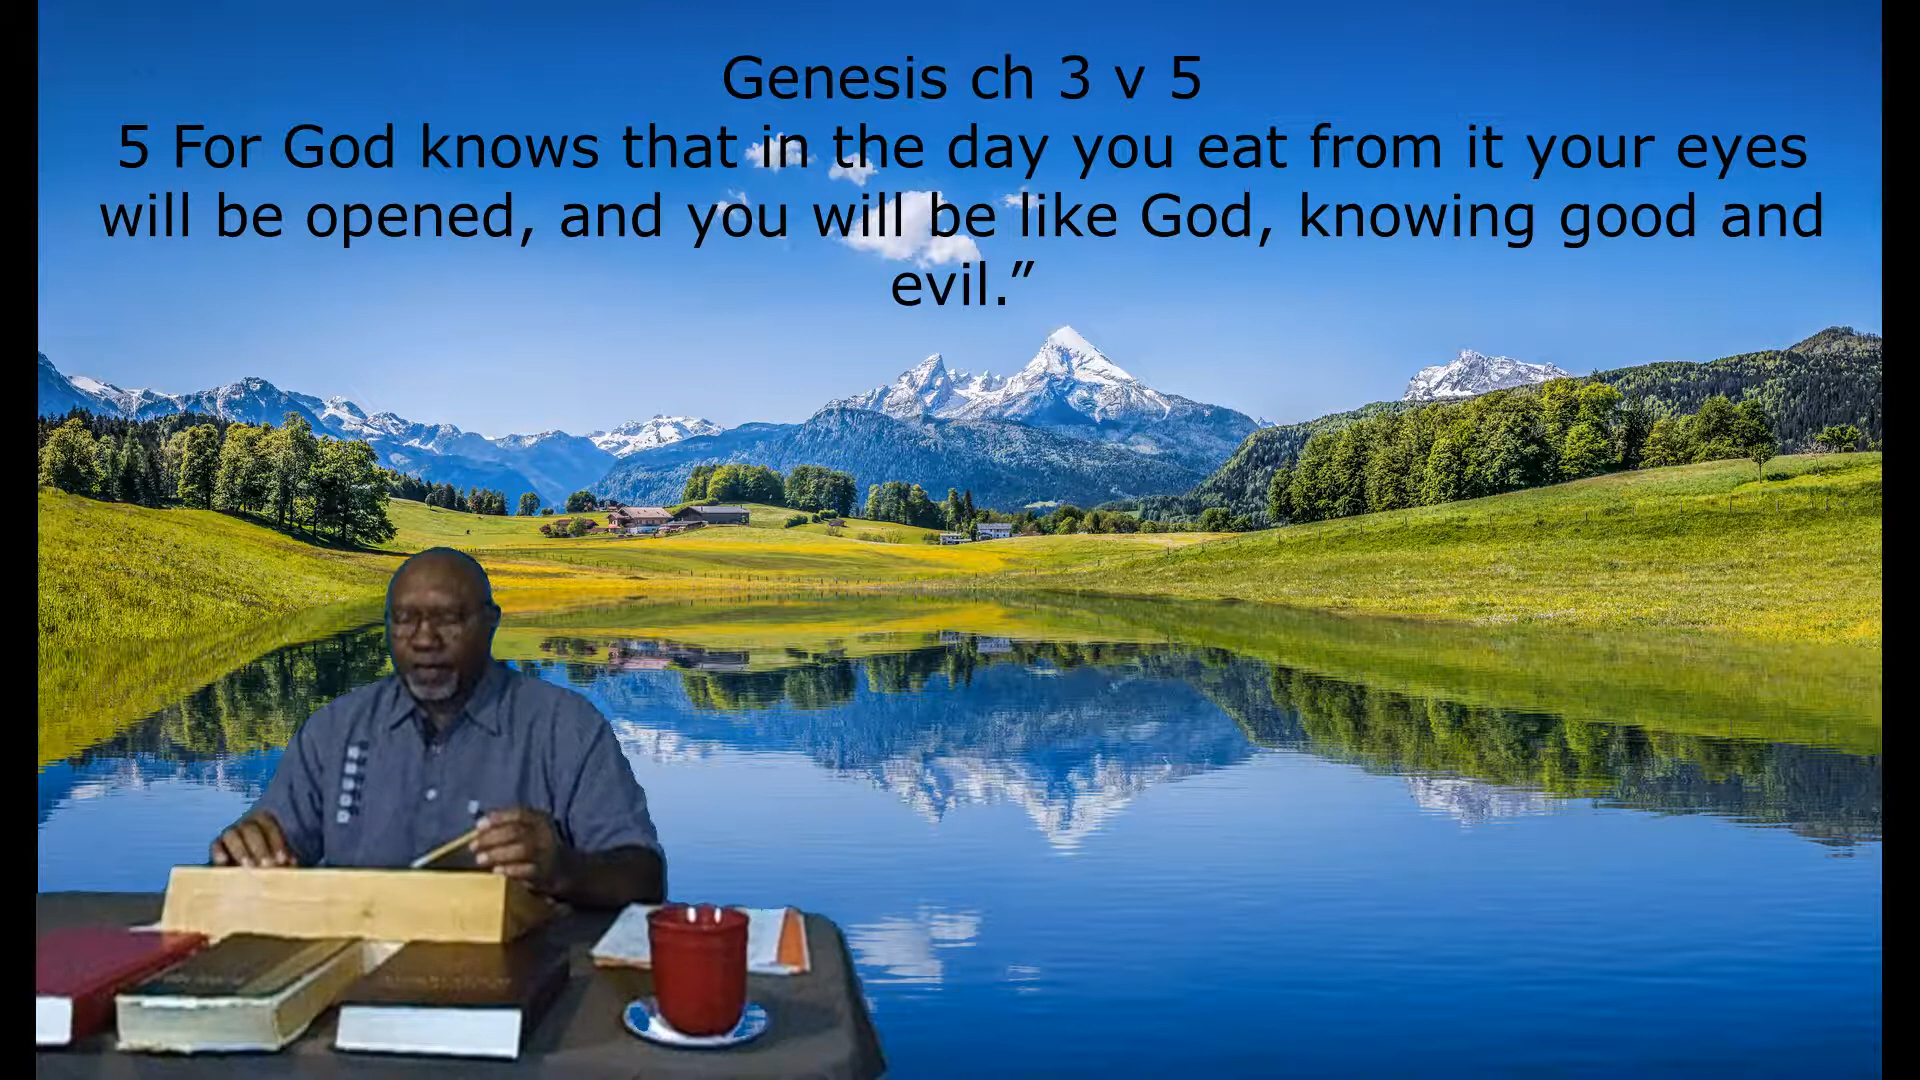 Genesis ch 3 v 5
5 For God knows that in the day you eat from it your eyes
will be opened, and you will be like God, knowing good and
evil.”